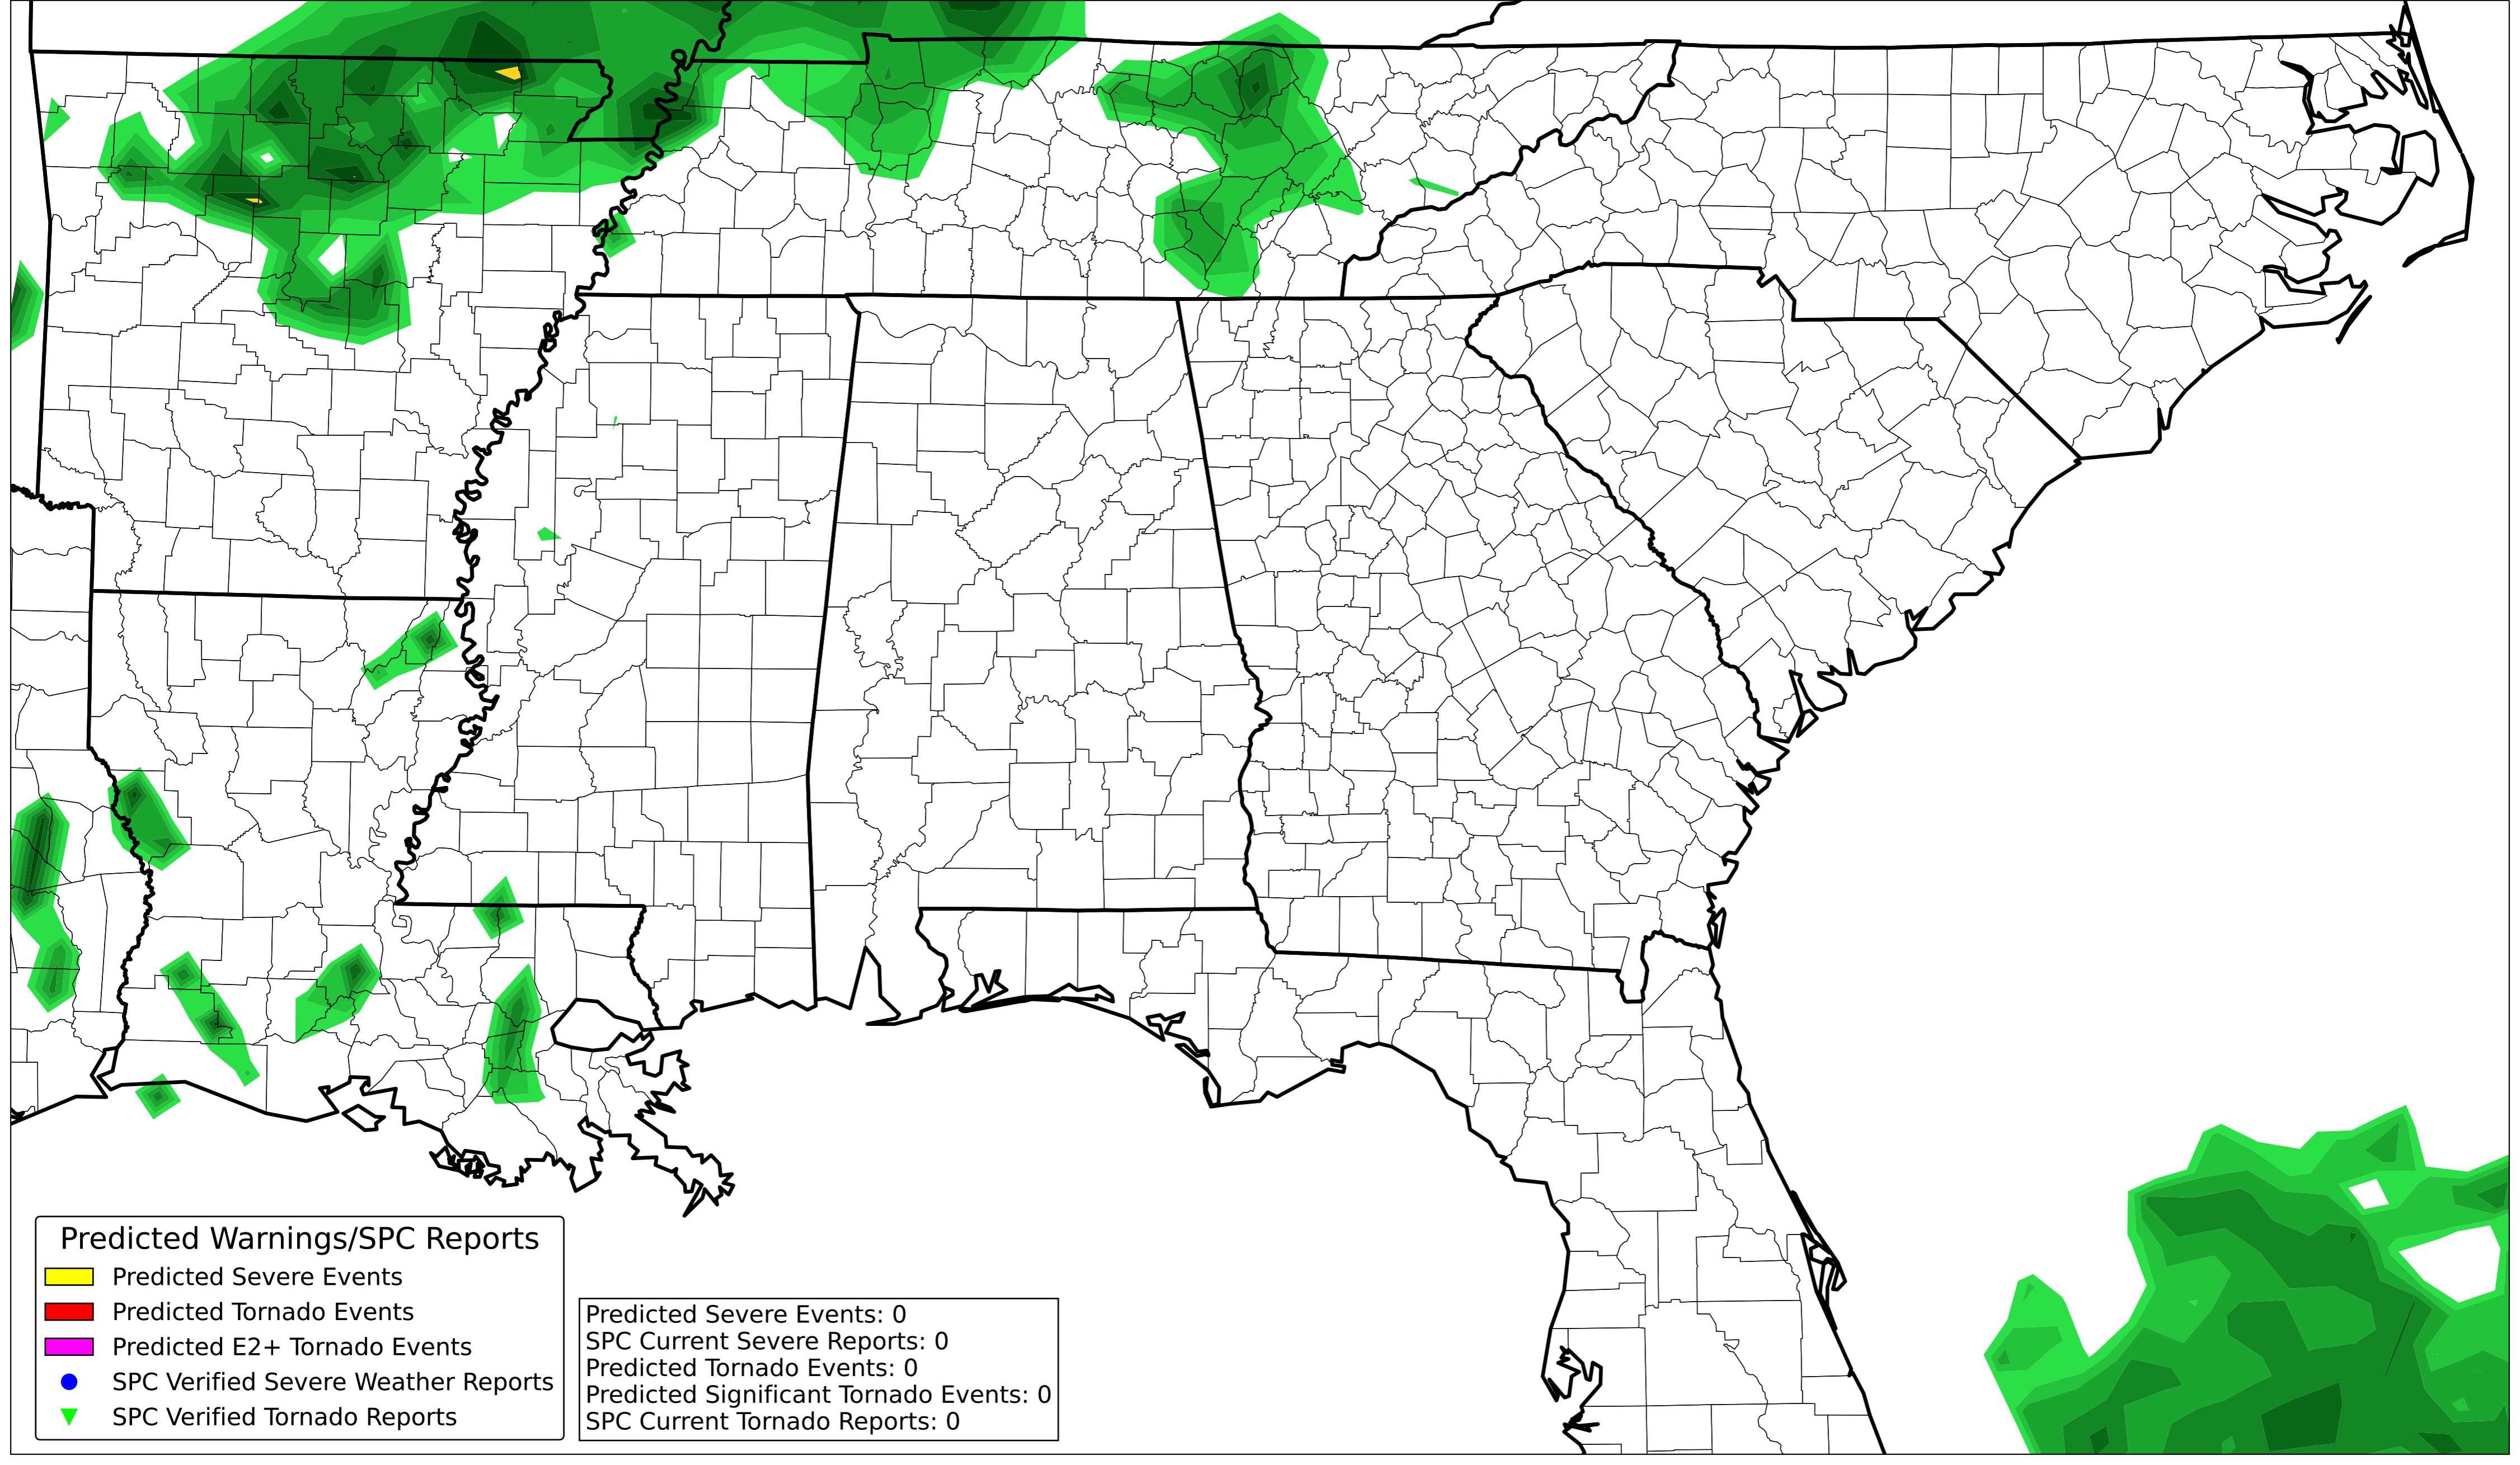 Predicted Warnings/SPC Reports
Predicted Severe Events
Predicted Tornado Events
Predicted E2+ Tornado Events
SPC Verified Severe Weather Reports
SPC Verified Tornado Reports
Predicted Severe Events: 0
SPC Current Severe Reports: 0
Predicted Tornado Events: 0
Predicted Significant Tornado Events: 0
SPC Current Tornado Reports: 0